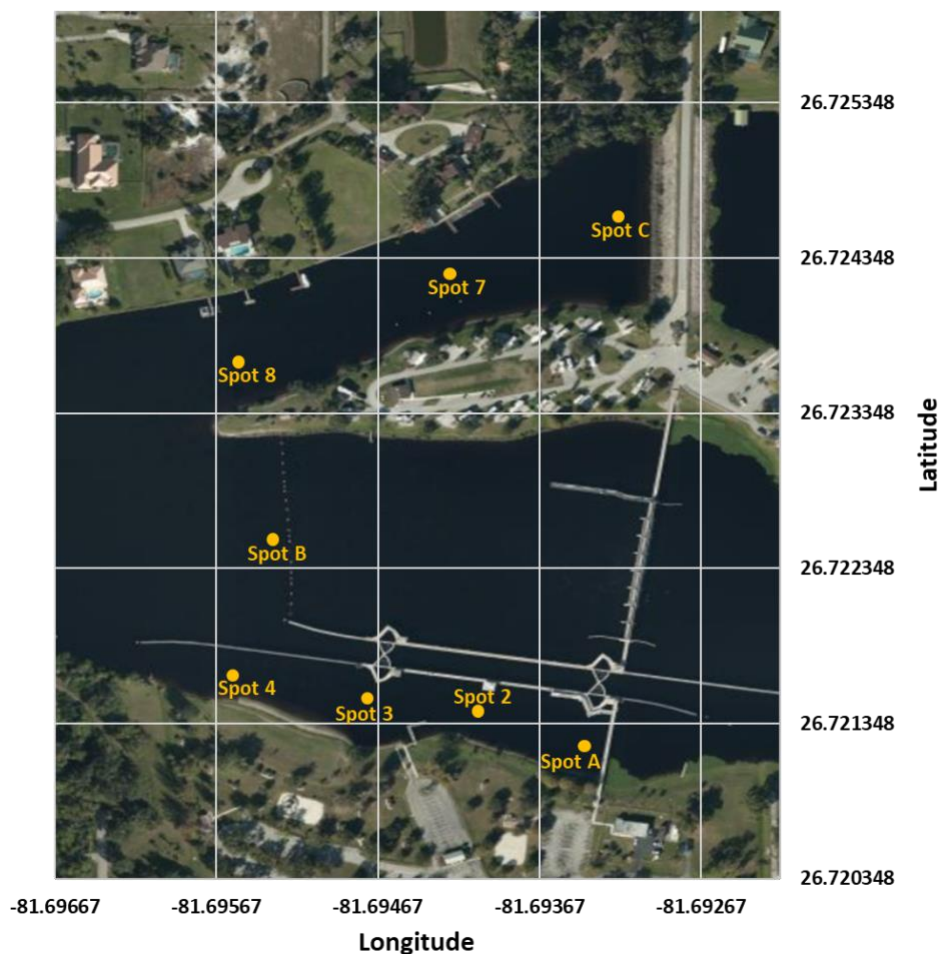 26.725348
Spot C
26.724348
Spot 7
Spot 8
26.723348
Latitude
Spot B
26.722348
Spot 4
Spot 2
Spot 3
26.721348
Spot A
26.720348
-81.69667
-81.69567
-81.69467
-81.69367
-81.69267
Longitude